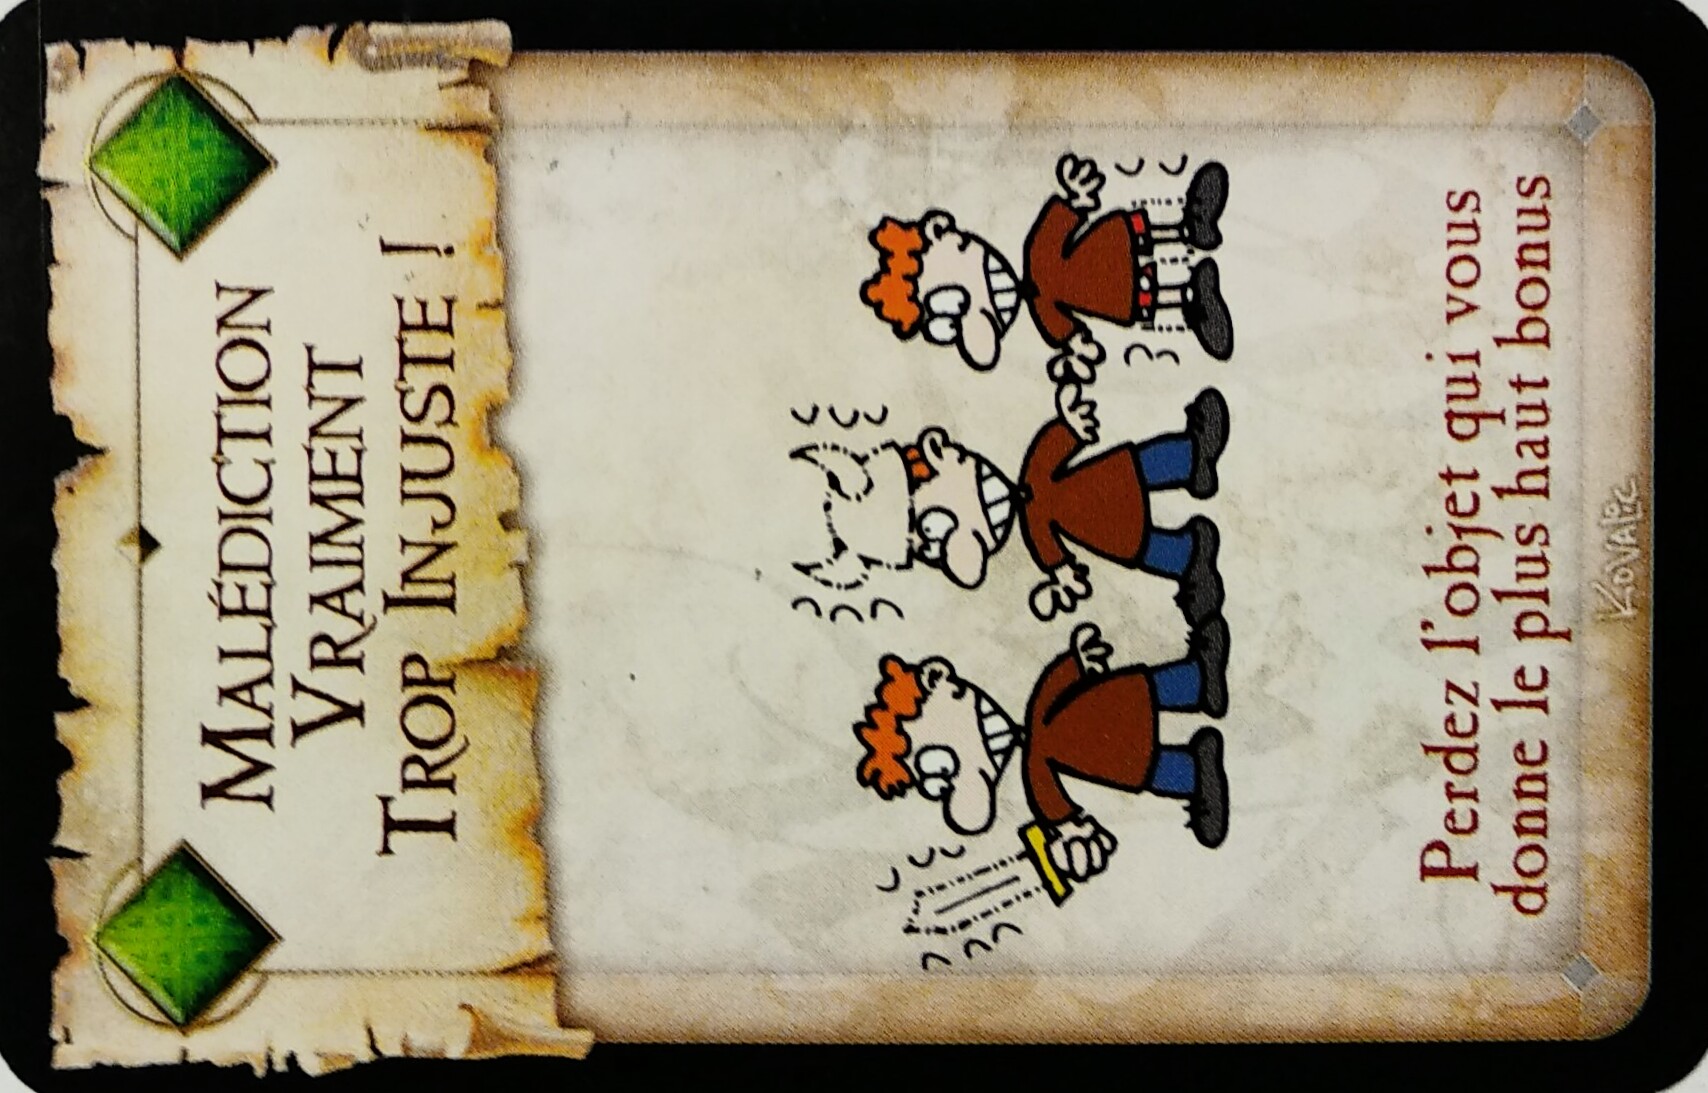 MALÉDICTION
VRAIMENT
TROP INJUSTE !
Perdez l'objet qui vous
donne le plus haut bonus
KOVALIC